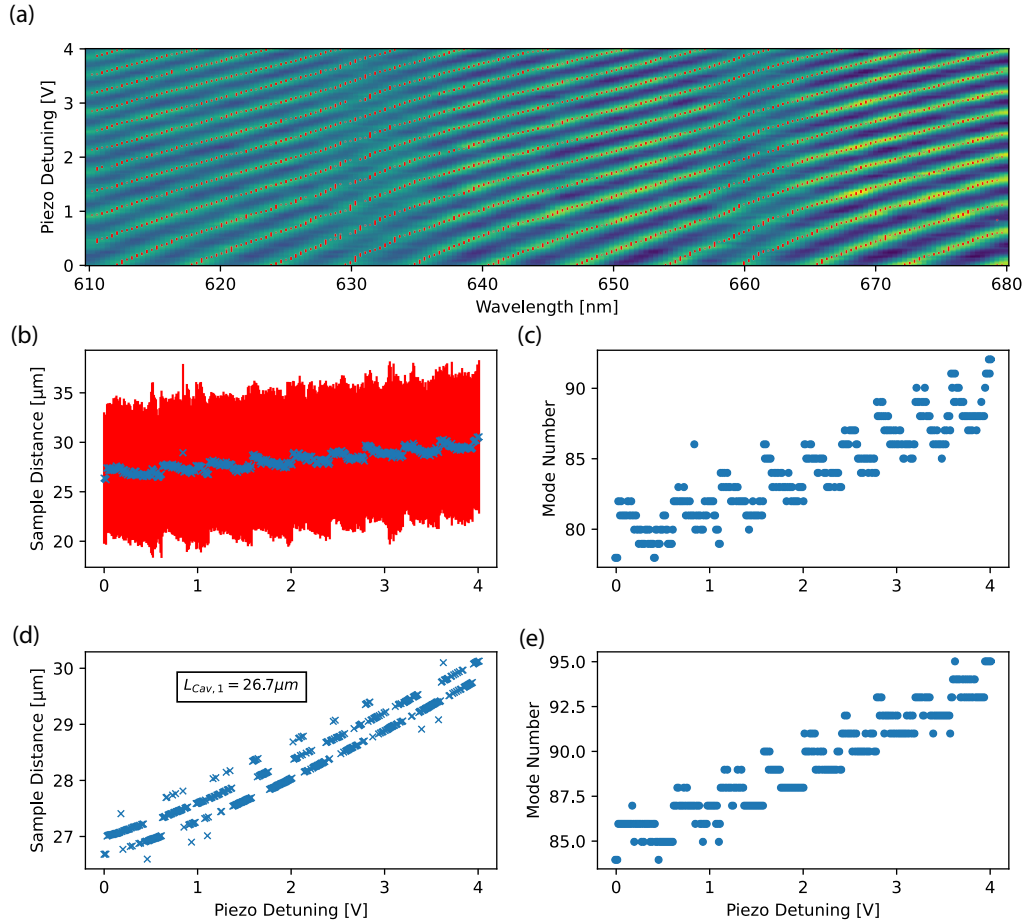 (a)
4
3
2
1
0
Piezo Detuning [V]
610 620 630 640 650 660 670 680
Wavelength [nm]
(b)
35
30
25
20
Sample Distance [μm]
0 1 2 3 4
(c)
90
85
80
Mode Number
0 1 2 3 4
(d)
30
29
28
27
Sample Distance [μm]
L_{Cav, 1} = 26.7μm
0 1 2 3 4
Piezo Detuning [V]
(e)
95.0
92.5
90.0
87.5
85.0
Mode Number
0 1 2 3 4
Piezo Detuning [V]